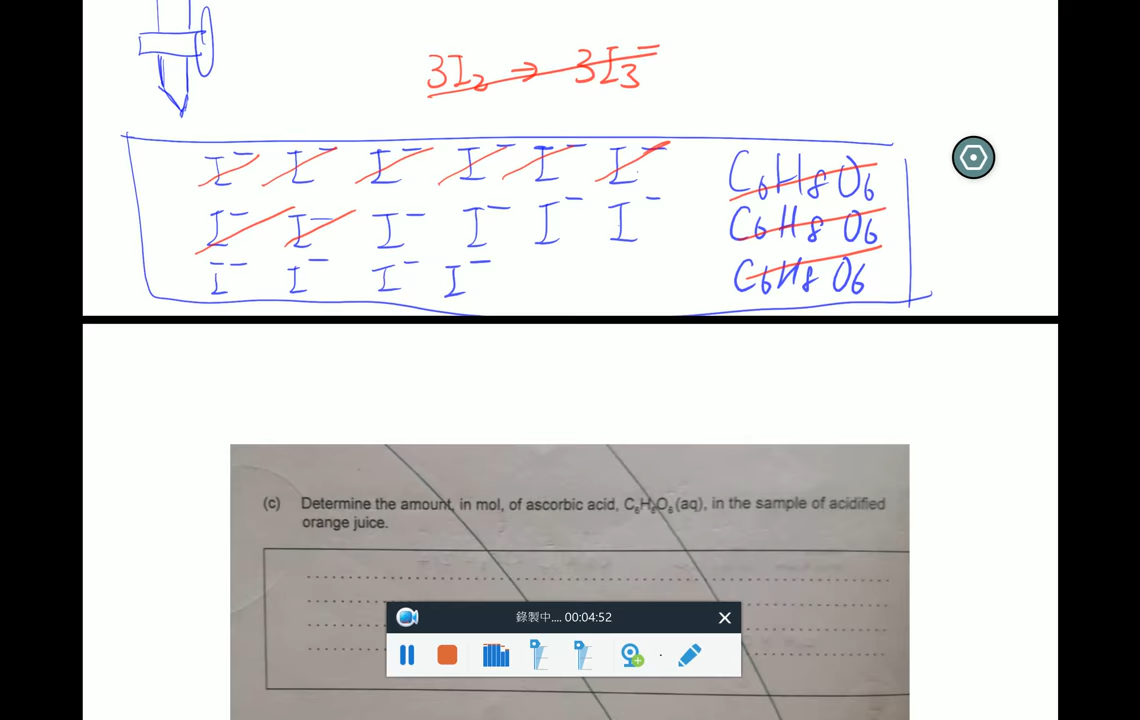 3I₂ → 3I₃⁻
I⁻ I⁻ I⁻ I⁻ I⁻ I⁻ C₆H₈O₆
I⁻ I⁻ I⁻ I⁻ I⁻ I⁻ C₆H₈O₆
I⁻ I⁻ I⁻ I⁻ C₆H₈O₆
(c) Determine the amount, in mol, of ascorbic acid, C₆H₈O₆(aq), in the sample of acidified
orange juice.
錄製中.... 00:04:52